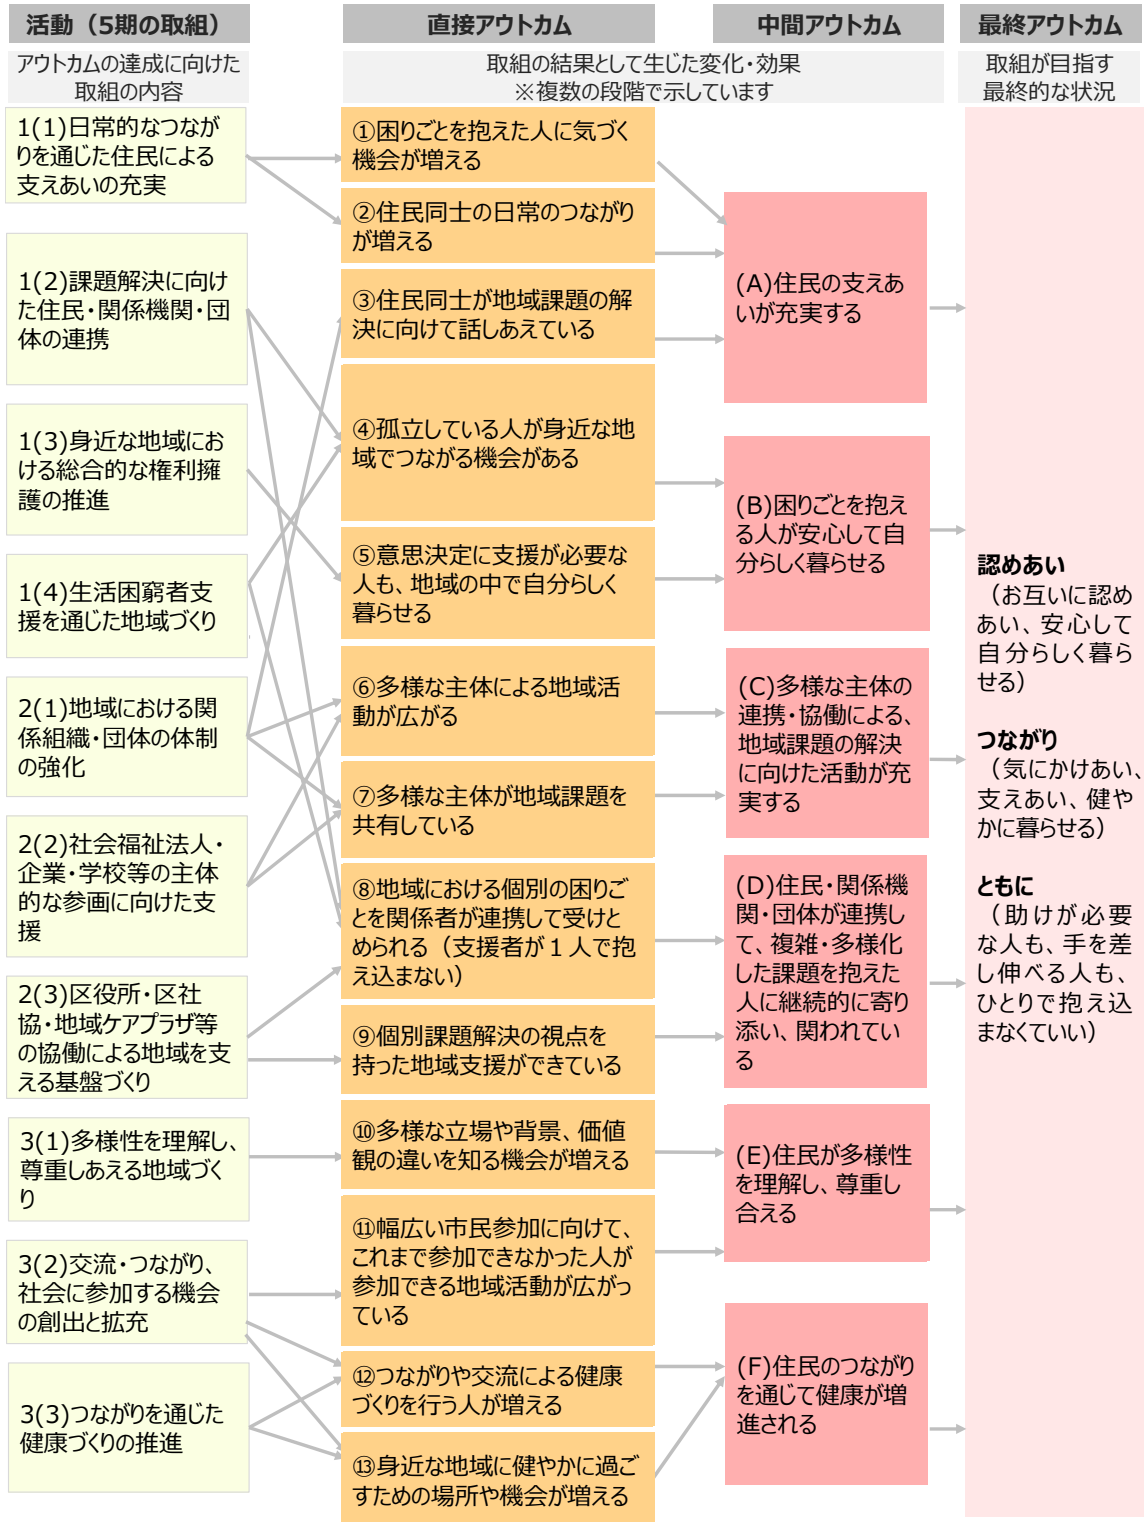 活動（5期の取組）
アウトカムの達成に向けた
取組の内容
1(1)日常的なつなが
りを通じた住民による
支えあいの充実
1(2)課題解決に向け
た住民・関係機関・団
体の連携
1(3)身近な地域にお
ける総合的な権利擁
護の推進
1(4)生活困窮者支
援を通じた地域づくり
2(1)地域における関
係組織・団体の体制
の強化
2(2)社会福祉法人・
企業・学校等の主体
的な参画に向けた支
援
2(3)区役所・区社
協・地域ケアプラザ等
の協働による地域を支
える基盤づくり
3(1)多様性を理解し、
尊重しあえる地域づく
り
3(2)交流・つながり、
社会に参加する機会
の創出と拡充
3(3)つながりを通じた
健康づくりの推進
直接アウトカム
中間アウトカム
取組の結果として生じた変化・効果
※複数の段階で示しています
①困りごとを抱えた人に気づく
機会が増える
②住民同士の日常のつながり
が増える
③住民同士が地域課題の解
決に向けて話しあえている
④孤立している人が身近な地
域でつながる機会がある
⑤意思決定に支援が必要な
人も、地域の中で自分らしく
暮らせる
⑥多様な主体による地域活
動が広がる
⑦多様な主体が地域課題を
共有している
⑧地域における個別の困りご
とを関係者が連携して受けと
められる（支援者が１人で抱
え込まない）
⑨個別課題解決の視点を
持った地域支援ができている
⑩多様な立場や背景、価値
観の違いを知る機会が増える
⑪幅広い市民参加に向けて、
これまで参加できなかった人が
参加できる地域活動が広がっ
ている
⑫つながりや交流による健康
づくりを行う人が増える
⑬身近な地域に健やかに過ご
すための場所や機会が増える
(A)住民の支えあ
いが充実する
(B)困りごとを抱え
る人が安心して自
分らしく暮らせる
(C)多様な主体の
連携・協働による、
地域課題の解決
に向けた活動が充
実する
(D)住民・関係機
関・団体が連携し
て、複雑・多様化
した課題を抱えた
人に継続的に寄り
添い、関われてい
る
(E)住民が多様性
を理解し、尊重し
合える
(F)住民のつながり
を通じて健康が増
進される
最終アウトカム
取組が目指す
最終的な状況
認めあい
（お互いに認め
あい、安心して
自分らしく暮ら
せる）
つながり
（気にかけあい、
支えあい、健や
かに暮らせる）
ともに
（助けが必要
な人も、手を差
し伸べる人も、
ひとりで抱え込
まなくていい）